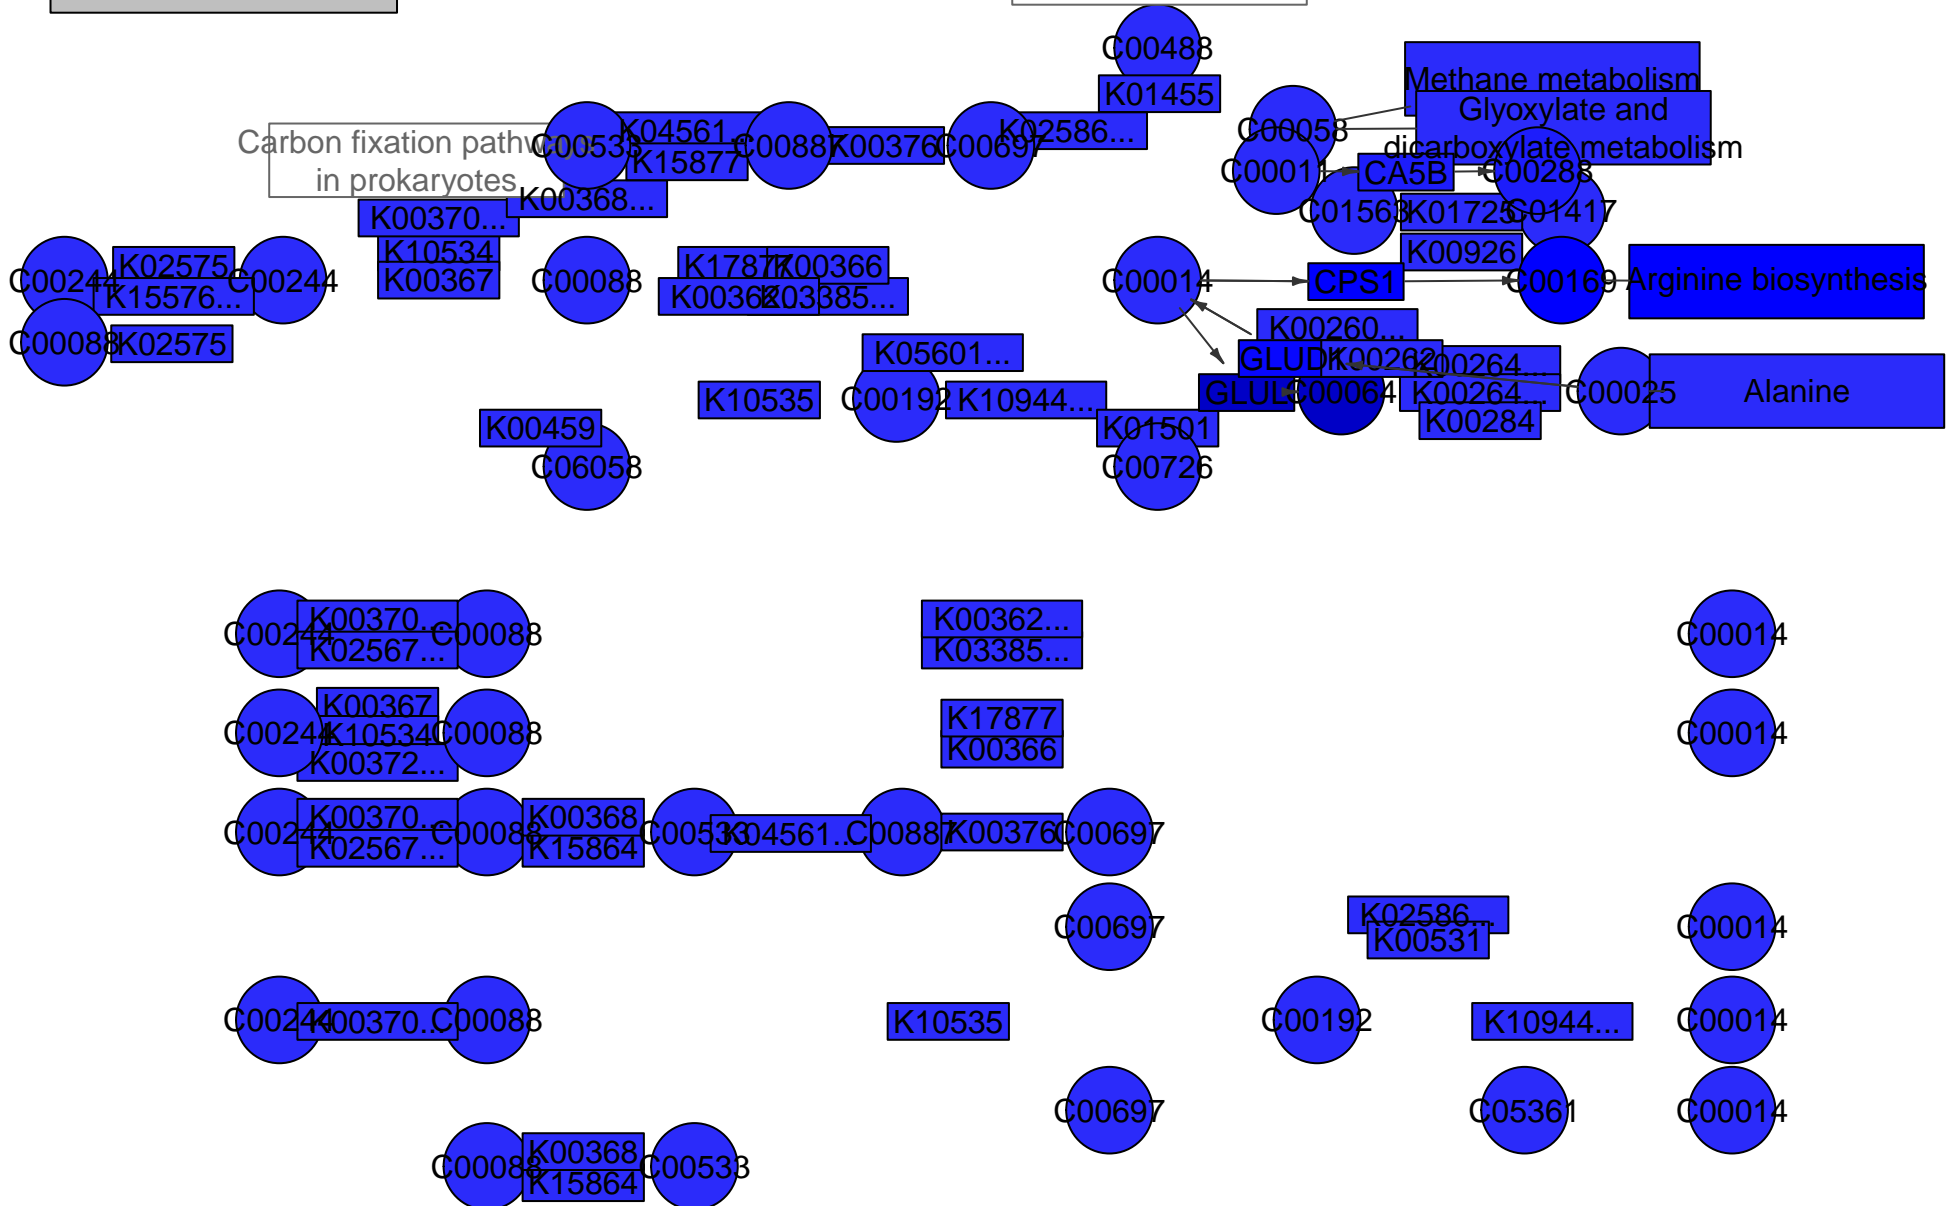 C00488
Methane metabolism
K01455
Glyoxylate and
C00058
dicarboxylate metabolism
Carbon fixation pathways
in prokaryotes
C00533
K04561...
K15877
C00887
K00376
C00697
K02586...
C00011
CA5B
C00288
K00368...
K00370...
C01563
K01725
C01417
K10534
K00367
K00926
C00244
K02575
K15576...
C00244
C00088
K17877
K00366
K00362...
K03385...
C00014
CPS1
C00169
Arginine biosynthesis
C00088
K02575
K00260...
K05601...
GLUD1
K00262
K00264...
K10535
C00192
K10944...
GLUL
C00064
K00264...
C00025
Alanine
K00459
K01501
K00284
C06058
C00726
C00244
K00370...
K02567...
C00088
K00362...
K03385...
C00014
K00367
C00244
K10534
C00088
K00372...
K17877
K00366
C00014
C00244
K00370...
K02567...
C00088
K00368
K15864
C00533
K04561...
C00887
K00376
C00697
C00697
K02586...
K00531
C00014
C00244
K00370...
C00088
K10535
C00192
K10944...
C00014
C00697
C05361
C00014
C00088
K00368
K15864
C00533